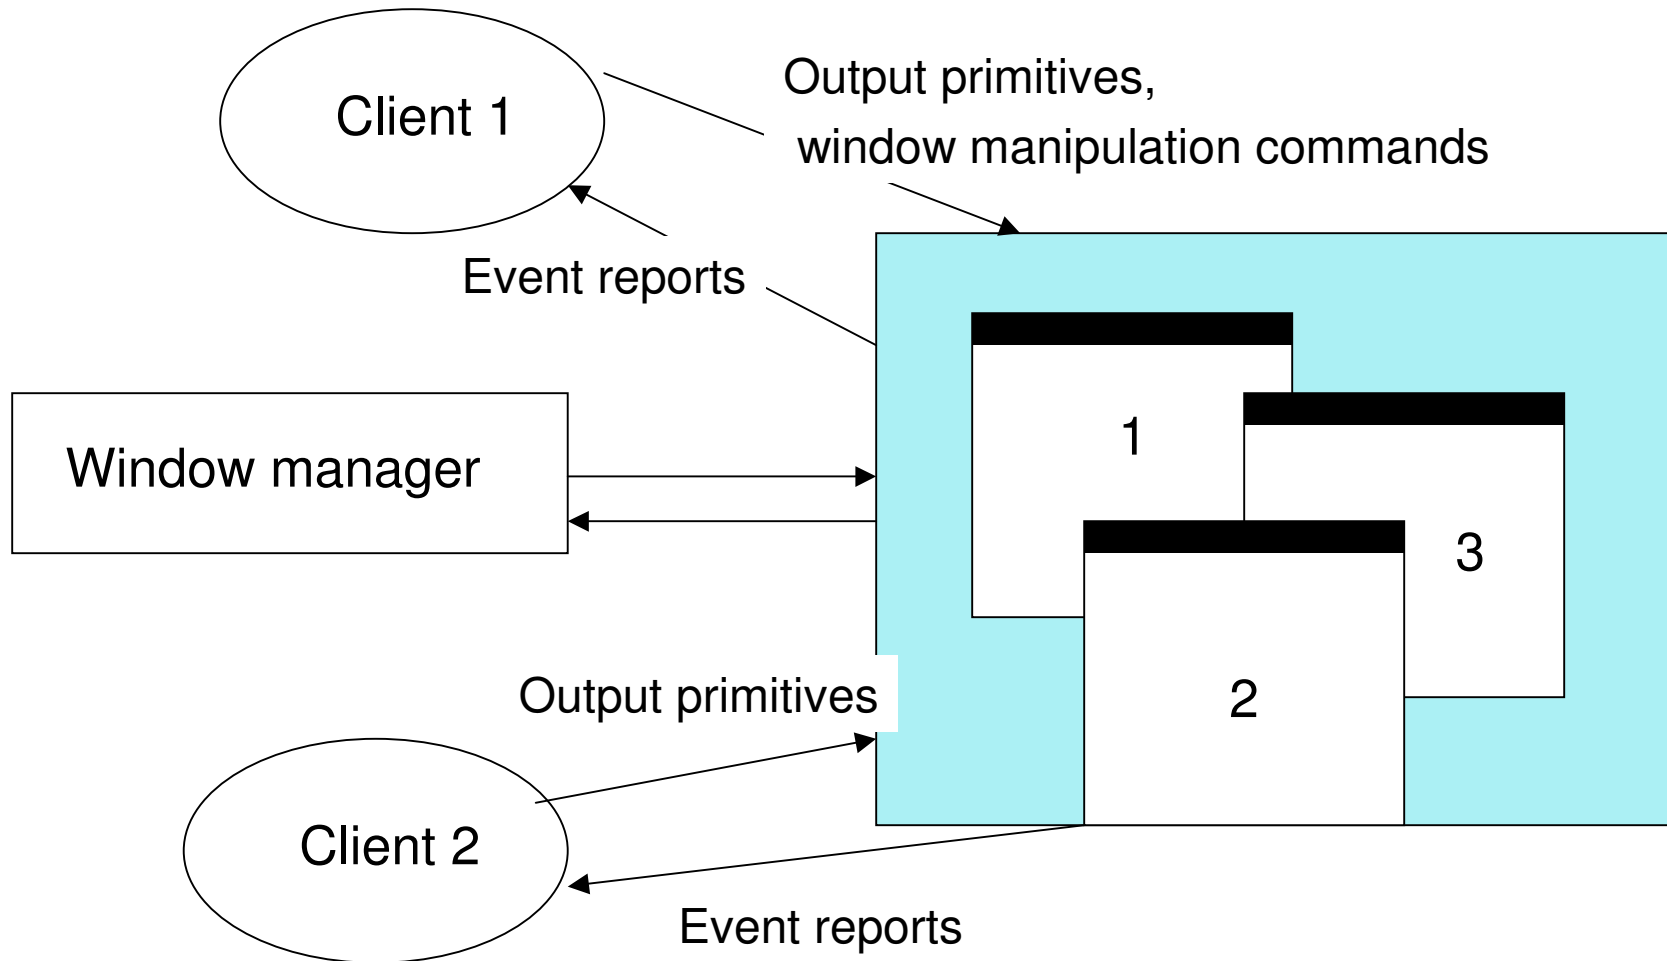 Client 1
Output primitives,
window manipulation commands
Event reports
Window manager
1
3
2
Output primitives
Client 2
Event reports